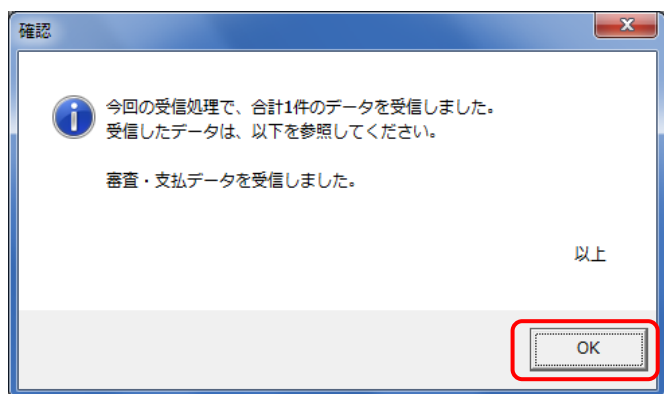 確認
今回の受信処理で、合計1件のデータを受信しました。
受信したデータは、以下を参照してください。
審査・支払データを受信しました。
以上
OK